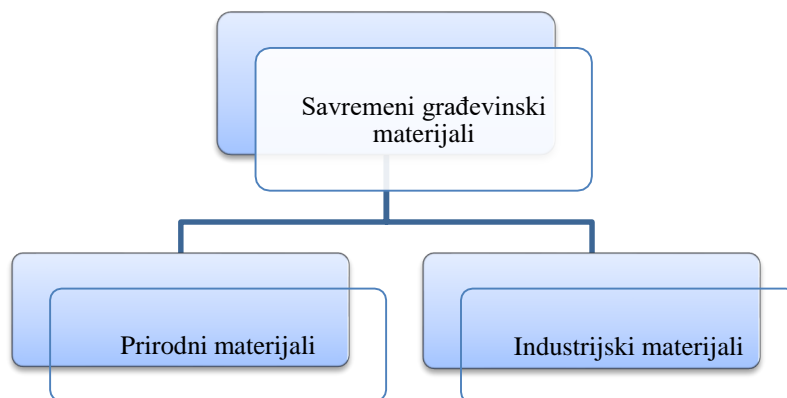 Savremeni građevinski
materijali
Prirodni materijali
Industrijski materijali